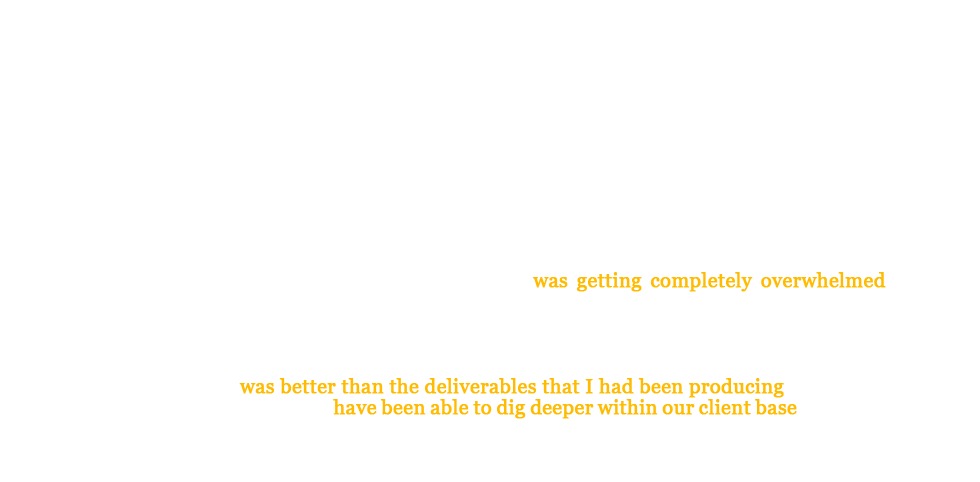 was getting completely overwhelmed
was better than the deliverables that I had been producing
have been able to dig deeper within our client base